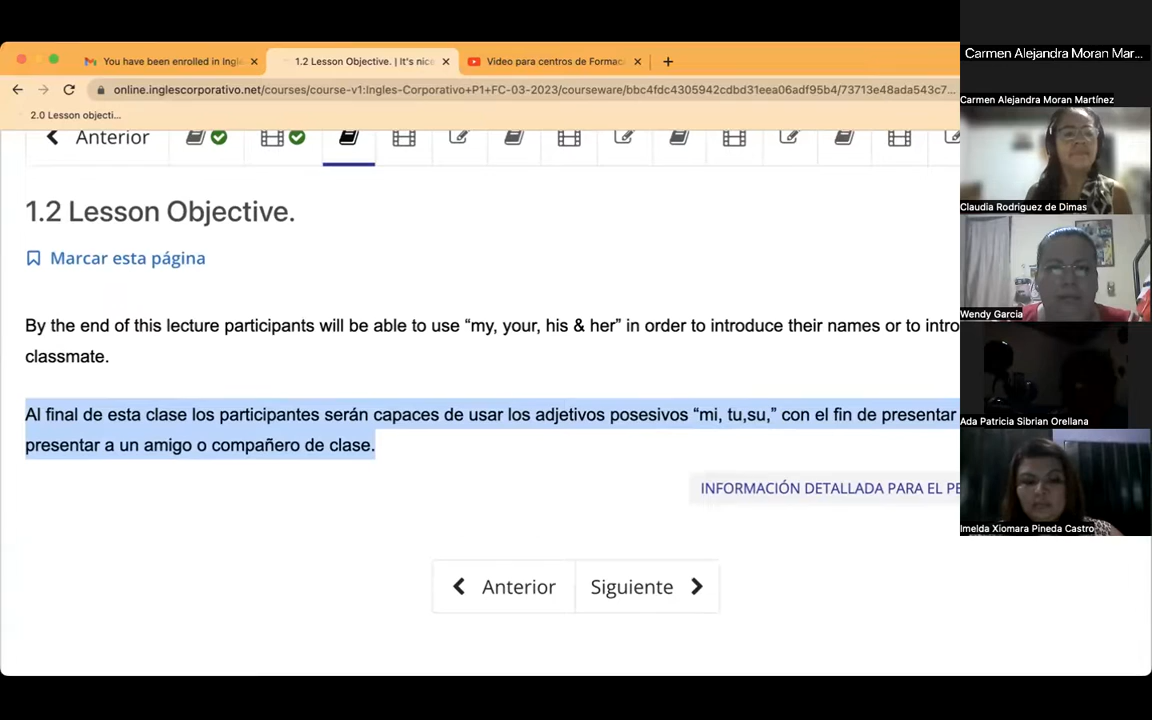 Carmen Alejandra Moran Mar...
You have been enrolled in Ingl
1.2 Lesson Objective. | It's nice
Video para centros de Formac
online.inglescorporativo.net/courses/course-v1:Ingles-Corporativo+P1+FC-03-2023/courseware/bbc4fdc4305942cdbd31eea06adf95b4/73713e48ada543c7...
2.0 Lesson objecti...
Anterior
1.2 Lesson Objective.
Marcar esta página
By the end of this lecture participants will be able to use “my, your, his & her” in order to introduce their names or to intro
classmate.
Al final de esta clase los participantes serán capaces de usar los adjetivos posesivos “mi, tu,su,” con el fin de presentar
presentar a un amigo o compañero de clase.
INFORMACIÓN DETALLADA PARA EL PE
Anterior
Siguiente
Carmen Alejandra Moran Martínez
Claudia Rodriguez de Dimas
Wendy Garcia
Ada Patricia Sibrian Orellana
Imelda Xiomara Pineda Castro